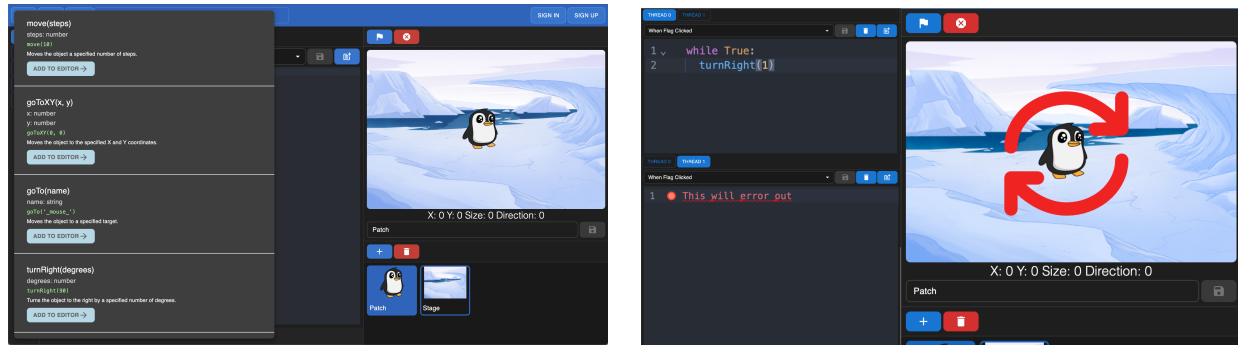 SIGN IN SIGN UP
move(steps)
steps: number
move(10)
Moves the object a specified number of steps.
ADD TO EDITOR
goToXY(x, y)
x: number
y: number
goToXY(0, 0)
Moves the object to the specified X and Y coordinates.
ADD TO EDITOR
goTo(name)
name: string
goTo('_mouse_')
Moves the object to a specified target.
ADD TO EDITOR
turnRight(degrees)
degrees: number
turnRight(90)
Turns the object to the right by a specified number of degrees.
ADD TO EDITOR
X: 0 Y: 0 Size: 0 Direction: 0
Patch
Patch
Stage
THREAD 0 THREAD 1
When Flag Clicked
1 while True:
2 turnRight(1)
THREAD 0 THREAD 1
When Flag Clicked
1 This will error out
X: 0 Y: 0 Size: 0 Direction: 0
Patch